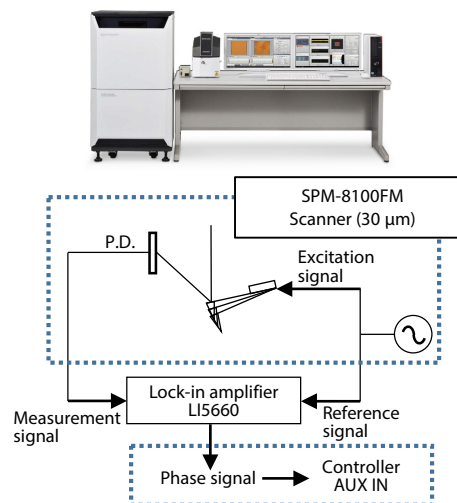 SPM-8100FM
Scanner (30 µm)
P.D.
Excitation
signal
Lock-in amplifier
LI5660
Measurement
signal
Reference
signal
Phase signal
Controller
AUX IN